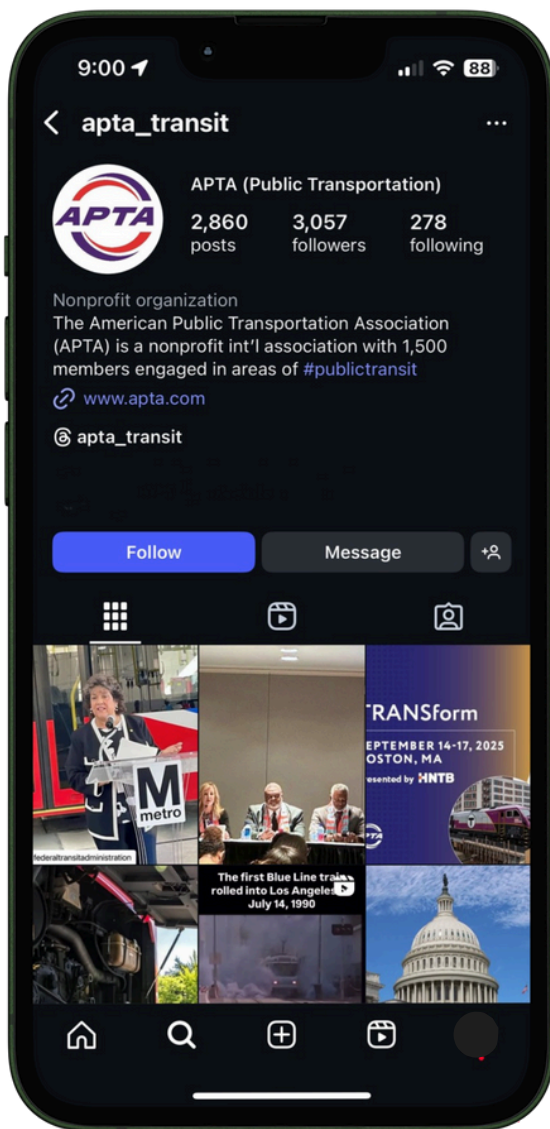 9:00
88
apta_transit
APTA
APTA (Public Transportation)
2,860 3,057 278
posts followers following
Nonprofit organization
The American Public Transportation Association
(APTA) is a nonprofit int'l association with 1,500
members engaged in areas of #publictransit
www.apta.com
apta_transit
Follow Message
M
metro
federaltransitadministration
TRANSform
EPTEMBER 14-17, 2025
OSTON, MA
esented by HNTB
PTA
The first Blue Line train
rolled into Los Angeles
July 14, 1990